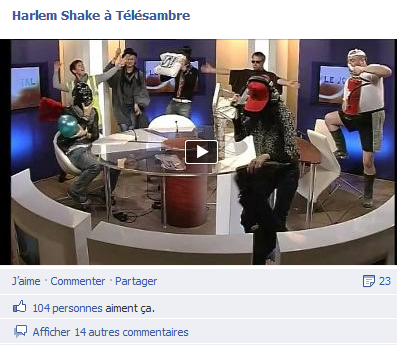 Harlem Shake à Télésambre
LE JO
J'aime · Commenter · Partager
23
104 personnes aiment ça.
Afficher 14 autres commentaires